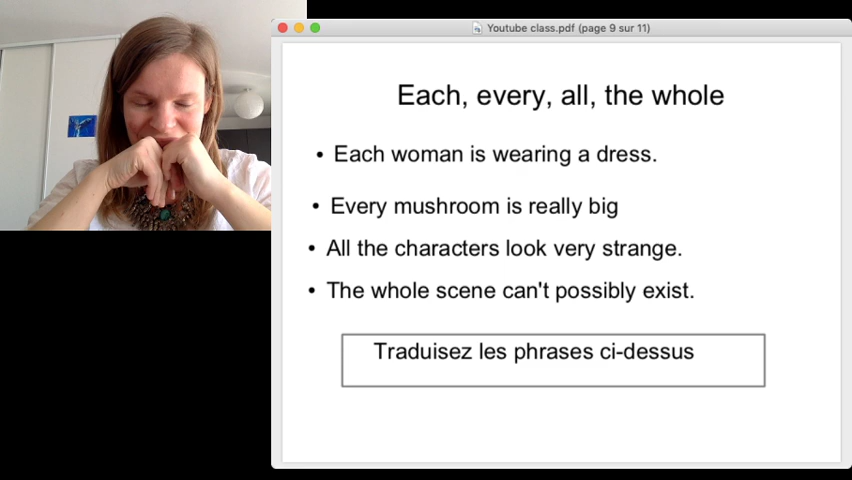 Youtube class.pdf (page 9 sur 11)
Each, every, all, the whole
• Each woman is wearing a dress.
• Every mushroom is really big
• All the characters look very strange.
• The whole scene can't possibly exist.
Traduisez les phrases ci-dessus